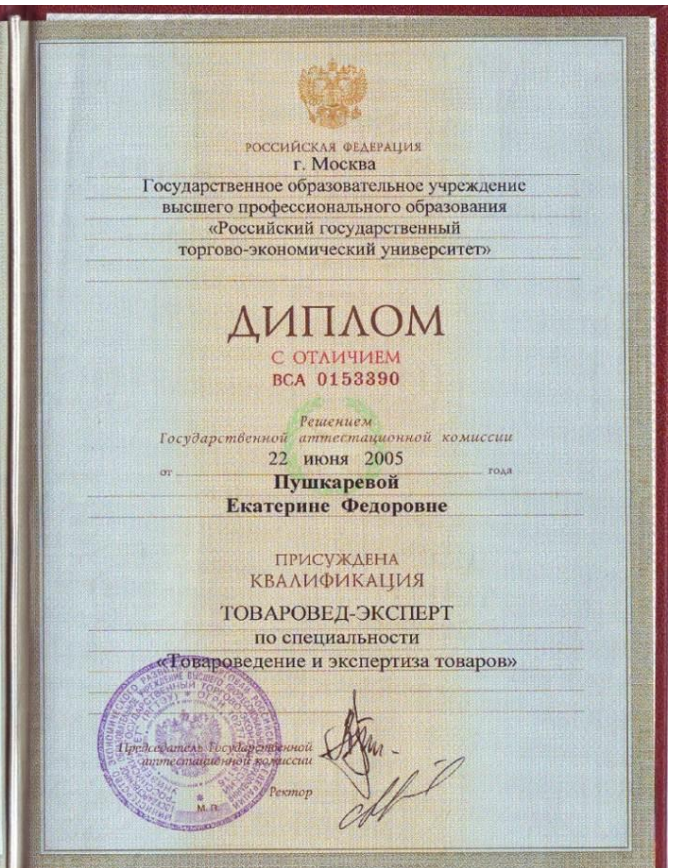 РОССИЙСКАЯ ФЕДЕРАЦИЯ
г. Москва
Государственное образовательное учреждение
высшего профессионального образования
«Российский государственный
торгово-экономический университет»
ДИПЛОМ
С ОТЛИЧИЕМ
ВСА 0153390
Решением
Государственной аттестационной комиссии
от 22 июня 2005 года
Пушкаревой
Екатерине Федоровне
ПРИСУЖДЕНА
КВАЛИФИКАЦИЯ
ТОВАРОВЕД-ЭКСПЕРТ
по специальности
«Товароведение и экспертиза товаров»
Председатель Государственной
аттестационной комиссии
Ректор
М. П.